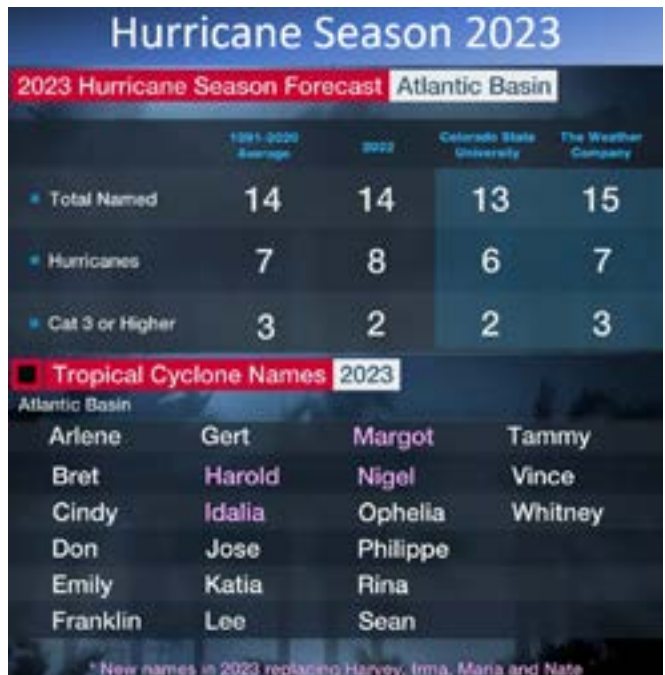 Hurricane Season 2023
2023 Hurricane Season Forecast Atlantic Basin
1991-2020 Average 2022 Colorado State University The Weather Company
Total Named 14 14 13 15
Hurricanes 7 8 6 7
Cat 3 or Higher 3 2 2 3
Tropical Cyclone Names 2023
Atlantic Basin
Arlene Gert Margot Tammy
Bret Harold Nigel Vince
Cindy Idalia Ophelia Whitney
Don Jose Philippe
Emily Katia Rina
Franklin Lee Sean
* New names in 2023 replacing Harvey, Irma, Maria and Nate